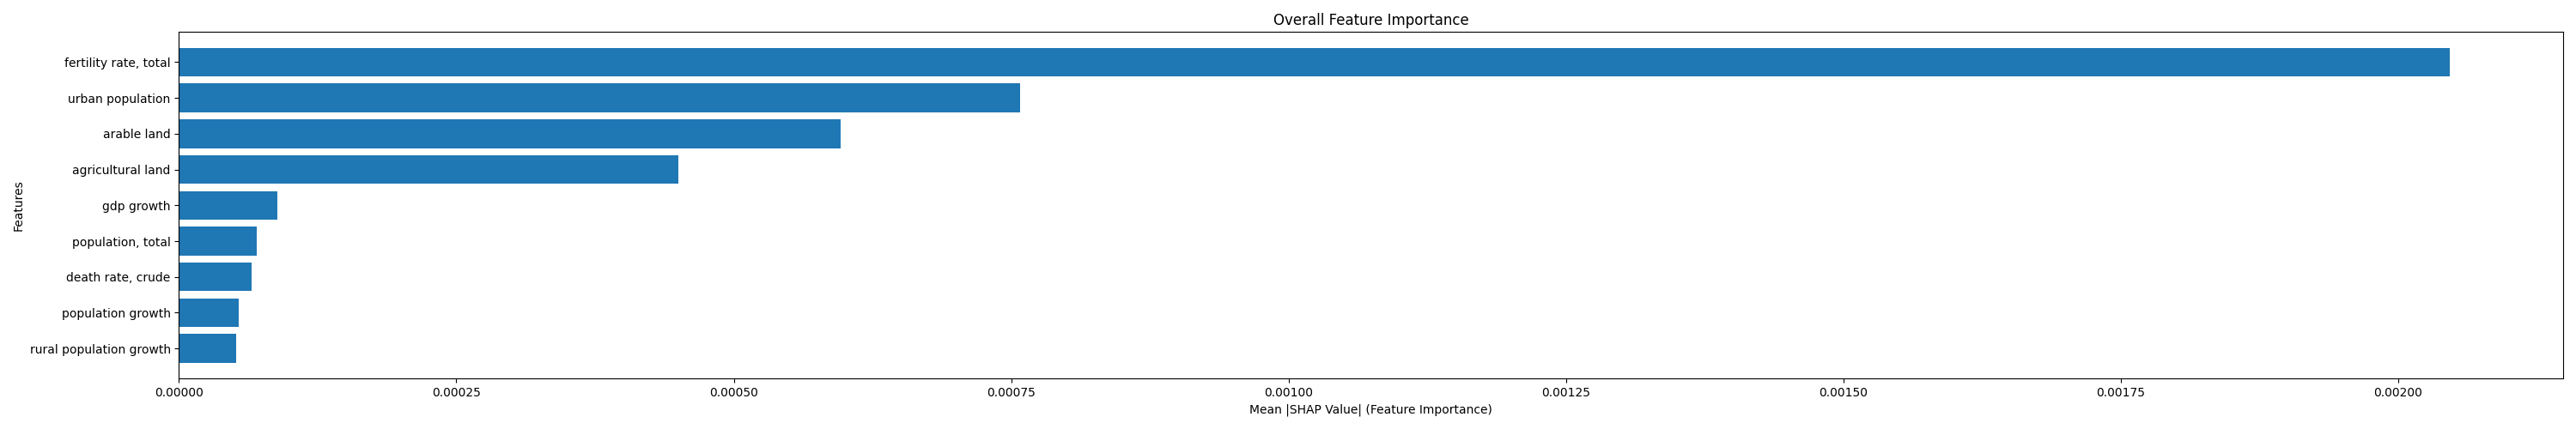 Overall Feature Importance
Features
fertility rate, total
urban population
arable land
agricultural land
gdp growth
population, total
death rate, crude
population growth
rural population growth
0.00000 0.00025 0.00050 0.00075 0.00100 0.00125 0.00150 0.00175 0.00200
Mean |SHAP Value| (Feature Importance)